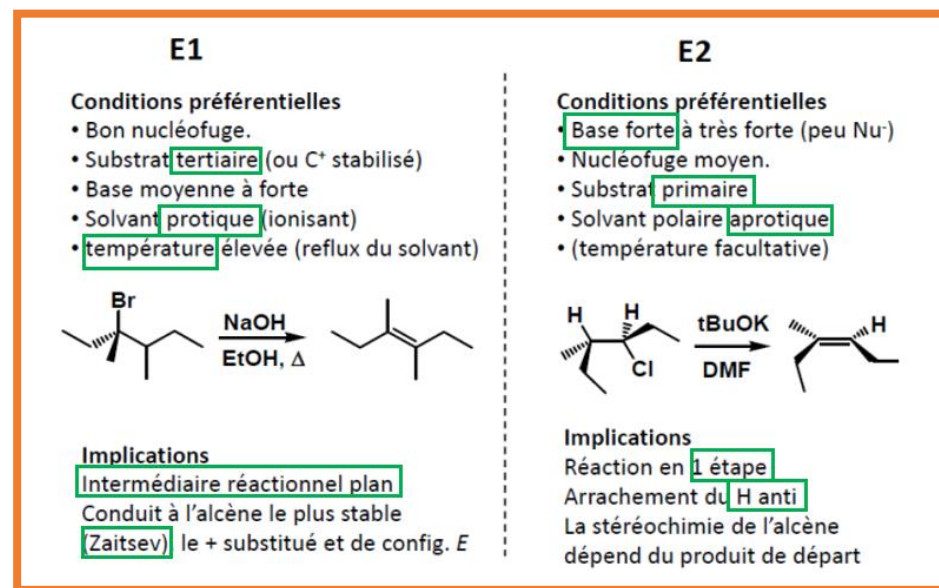 E1
Conditions préférentielles
• Bon nucléofuge.
• Substrat tertiaire (ou C⁺ stabilisé)
• Base moyenne à forte
• Solvant protique (ionisant)
• température élevée (reflux du solvant)
Br
NaOH
EtOH, Δ
Implications
Intermédiaire réactionnel plan
Conduit à l'alcène le plus stable
(Zaitsev) le + substitué et de config. E
E2
Conditions préférentielles
• Base forte à très forte (peu Nu⁻)
• Nucléofuge moyen.
• Substrat primaire
• Solvant polaire aprotique
• (température facultative)
H
H
Cl
tBuOK
DMF
H
Implications
Réaction en 1 étape
Arrachement du H anti
La stéréochimie de l'alcène
dépend du produit de départ